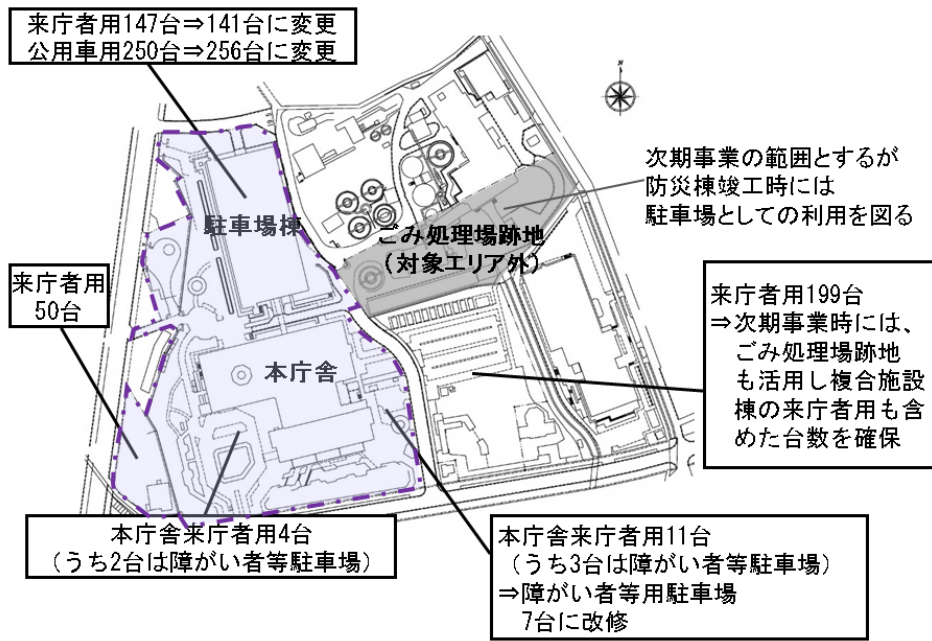 来庁者用147台⇒141台に変更
公用車用250台⇒256台に変更
N
次期事業の範囲とするが
防災棟竣工時には
駐車場としての利用を図る
駐車場棟
ごみ処理場跡地
（対象エリア外）
来庁者用
50台
来庁者用199台
⇒次期事業時には、
ごみ処理場跡地
も活用し複合施設
棟の来庁者用も含
めた台数を確保
本庁舎
本庁舎来庁者用4台
（うち2台は障がい者等駐車場）
本庁舎来庁者用11台
（うち3台は障がい者等駐車場）
⇒障がい者等用駐車場
7台に改修